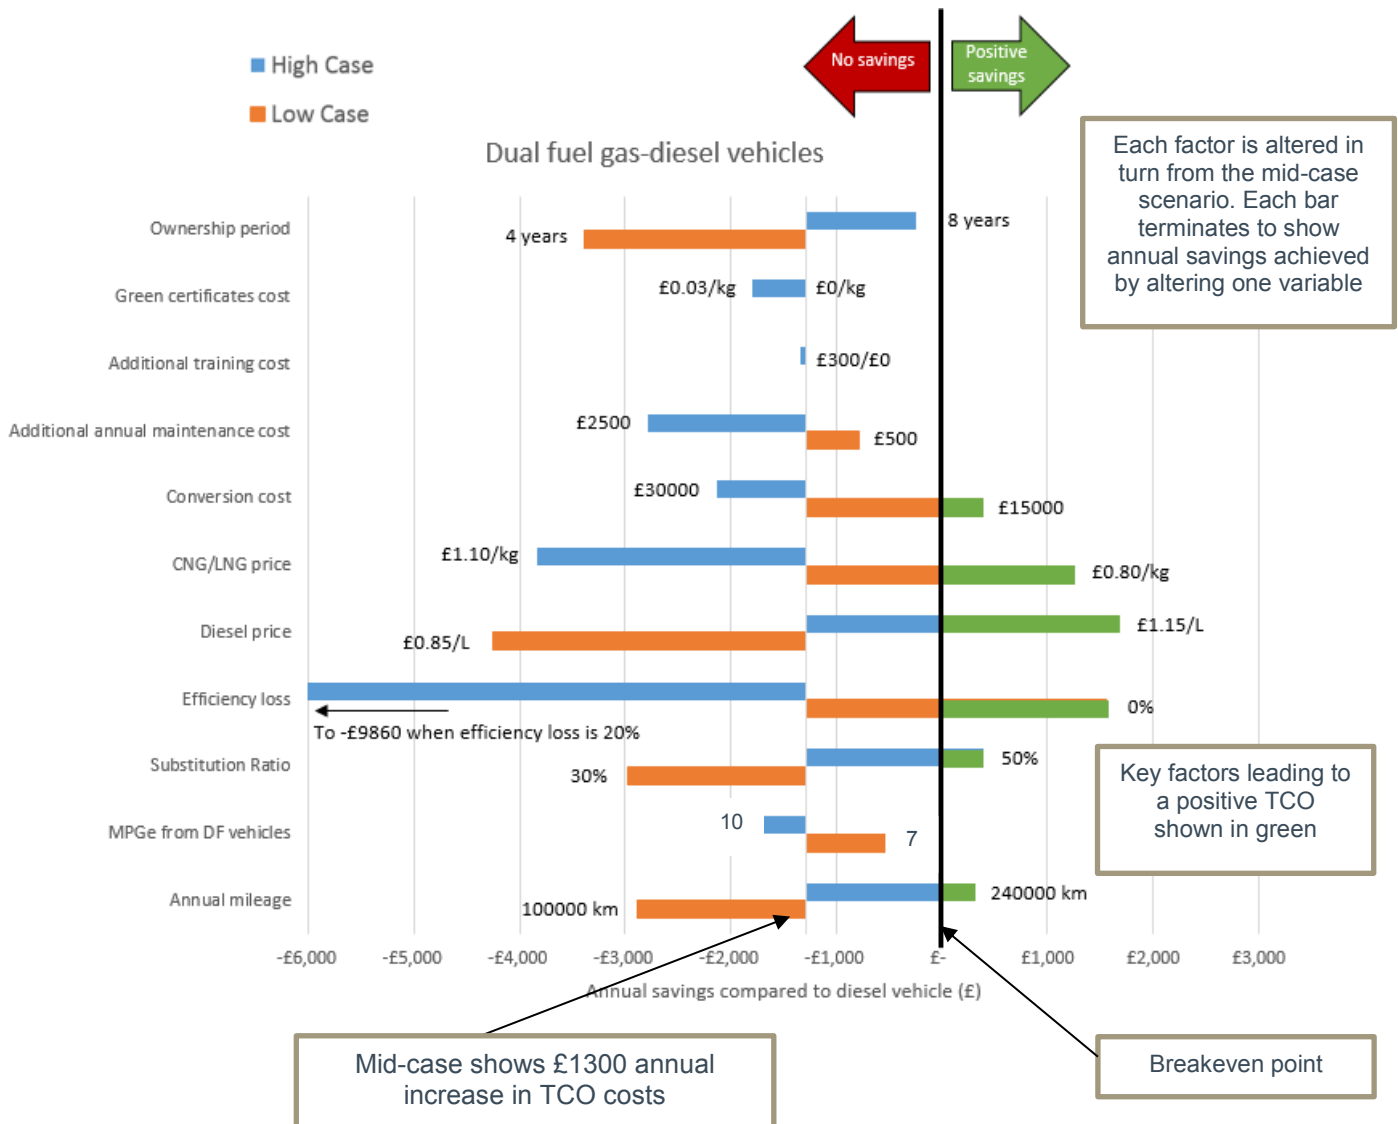 High Case
Low Case
No savings
Positive
savings
Dual fuel gas-diesel vehicles
Each factor is altered in
turn from the mid-case
scenario. Each bar
terminates to show
annual savings achieved
by altering one variable
Ownership period
4 years
8 years
Green certificates cost
£0.03/kg
£0/kg
Additional training cost
£300/£0
Additional annual maintenance cost
£2500
£500
Conversion cost
£30000
£15000
CNG/LNG price
£1.10/kg
£0.80/kg
Diesel price
£0.85/L
£1.15/L
Efficiency loss
0%
To -£9860 when efficiency loss is 20%
Substitution Ratio
30%
50%
Key factors leading to
a positive TCO
shown in green
MPGe from DF vehicles
10
7
Annual mileage
100000 km
240000 km
-£6,000
-£5,000
-£4,000
-£3,000
-£2,000
-£1,000
£-
£1,000
£2,000
£3,000
Annual savings compared to diesel vehicle (£)
Mid-case shows £1300 annual
increase in TCO costs
Breakeven point